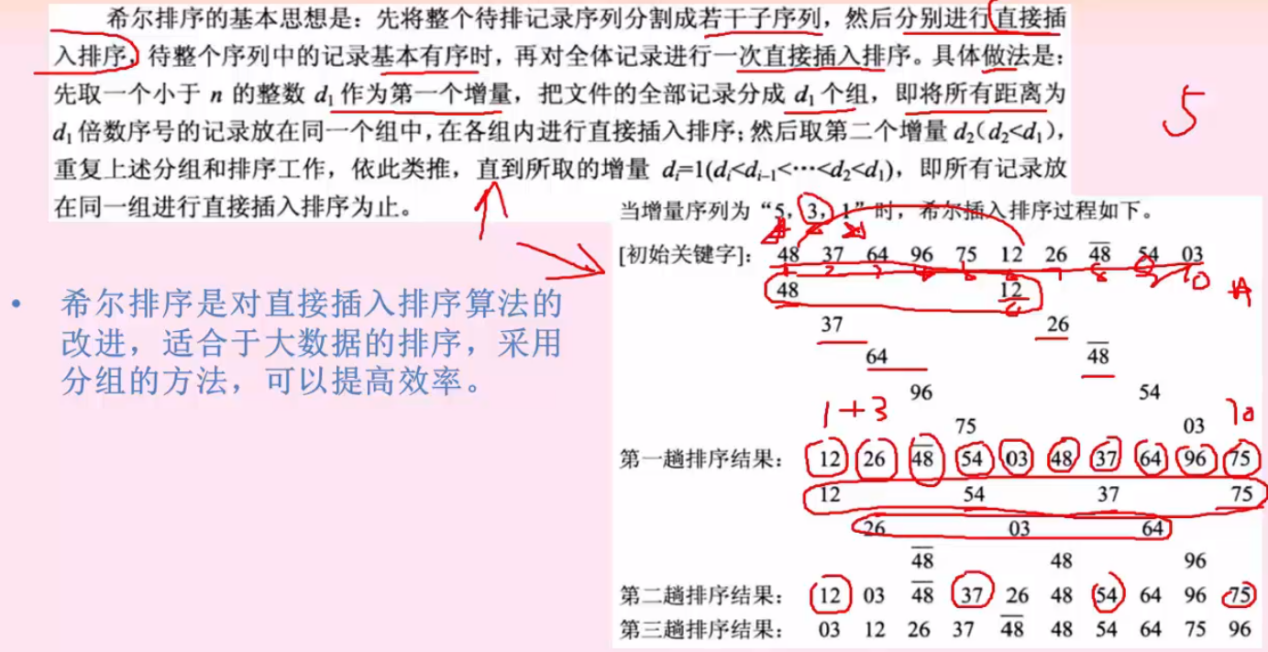 希尔排序的基本思想是：先将整个待排记录序列分割成若干子序列，然后分别进行直接插
入排序，待整个序列中的记录基本有序时，再对全体记录进行一次直接插入排序。具体做法是：
先取一个小于 n 的整数 d₁ 作为第一个增量，把文件的全部记录分成 d₁ 个组，即将所有距离为
d₁ 倍数序号的记录放在同一个组中，在各组内进行直接插入排序；然后取第二个增量 d₂（d₂<d₁），
重复上述分组和排序工作，依此类推，直到所取的增量 dᵢ=1(dᵢ<dᵢ₋₁<⋯<d₂<d₁)，即所有记录放
在同一组进行直接插入排序为止。
5
• 希尔排序是对直接插入排序算法的
改进，适合于大数据的排序，采用
分组的方法，可以提高效率。
当增量序列为“5，3，1”时，希尔插入排序过程如下。
[初始关键字]： 48 37 64 96 75 12 26 4̅8̅ 54 03
48 12
37 26
64 4̅8̅
96 54
75 03
1+3 10
第一趟排序结果： 12 26 4̅8̅ 54 03 48 37 64 96 75
12 54 37 75
26 03 64
4̅8̅ 48 96
第二趟排序结果： 12 03 4̅8̅ 37 26 48 54 64 96 75
第三趟排序结果： 03 12 26 37 4̅8̅ 48 54 64 75 96